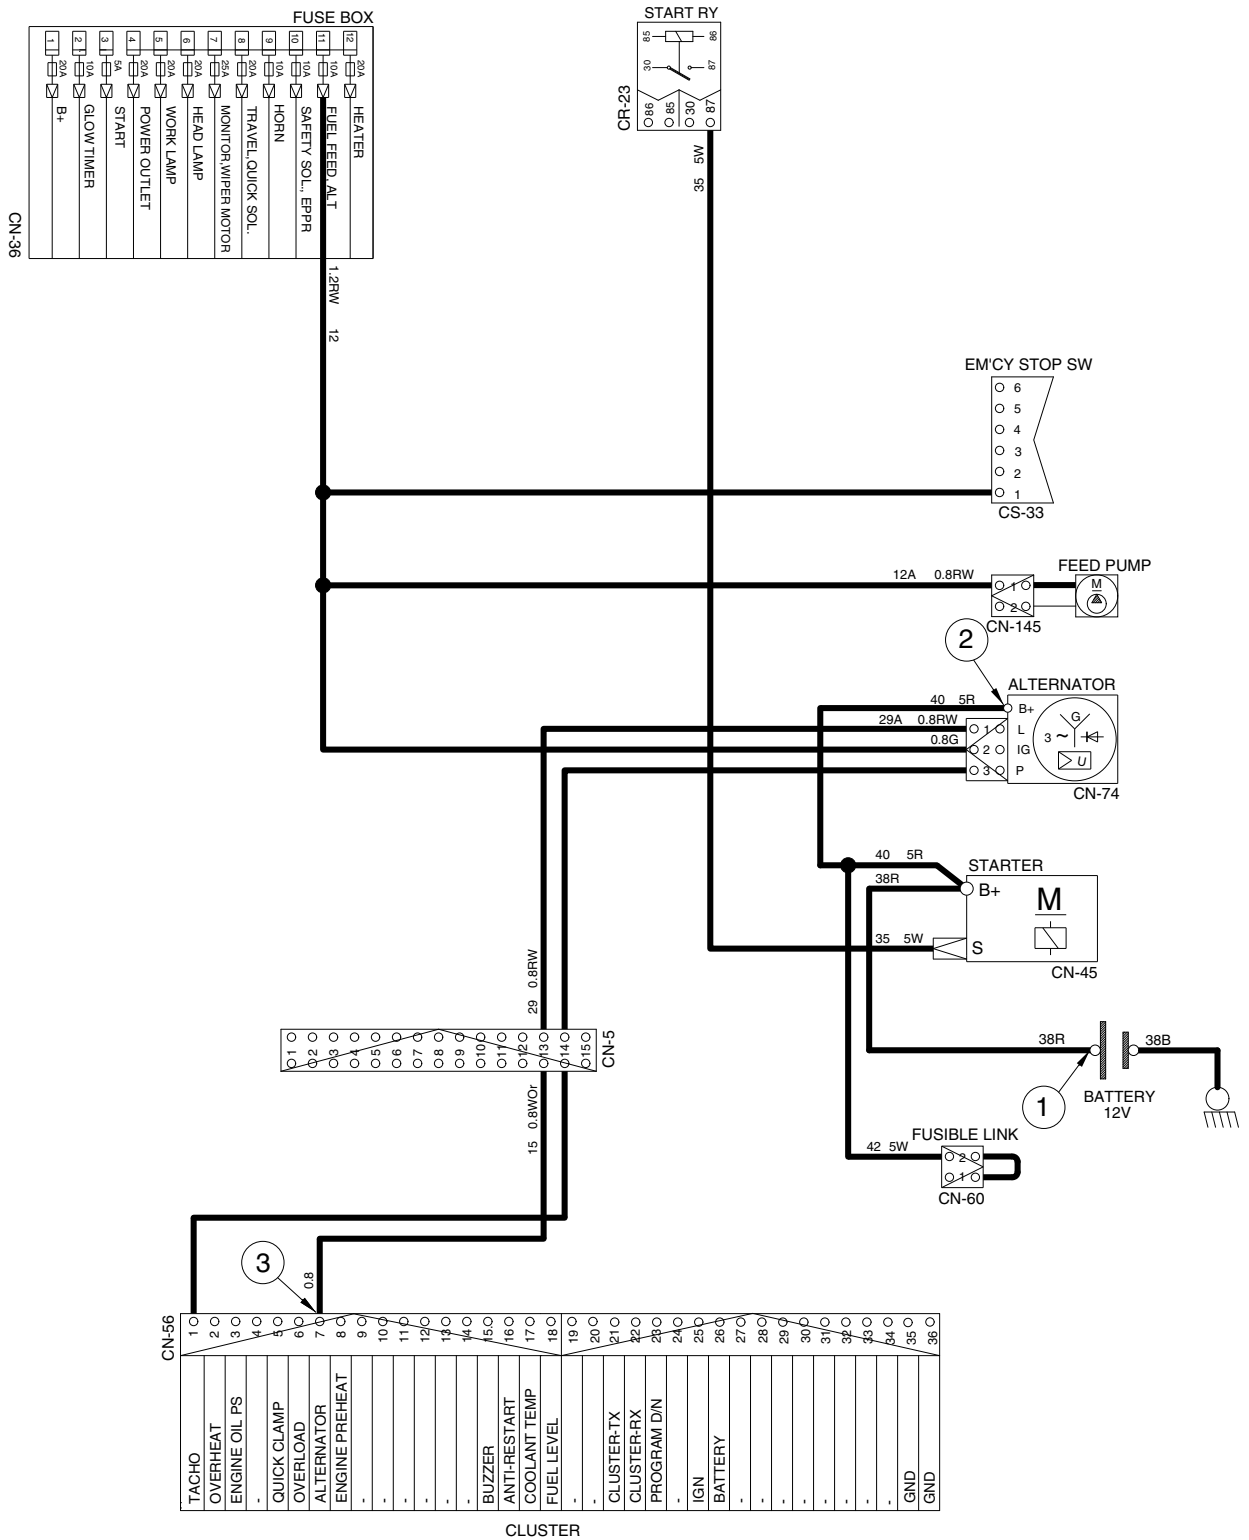 FUSE BOX
1 2 3 4 5 6 7 8 9 10 11 12
20A 10A 5A 20A 20A 20A 25A 20A 10A 10A 10A 20A
B+
GLOW TIMER
START
POWER OUTLET
WORK LAMP
HEAD LAMP
MONITOR,WIPER MOTOR
TRAVEL,QUICK SOL.
HORN
SAFETY SOL., EPPR
FUEL FEED, ALT
HEATER
CN-36
1.2RW 12
START RY
85 86
30 87
86 85 30 87
CR-23
35 5W
EM'CY STOP SW
6
5
4
3
2
1
CS-33
FEED PUMP
12A 0.8RW
1
2
M
CN-145
2
ALTERNATOR
40 5R
B+
29A 0.8RW
1 L
0.8G
2 IG
3 P
G
3 ~
U
CN-74
40 5R
STARTER
38R
B+
M
35 5W
S
CN-45
29 0.8RW
1 2 3 4 5 6 7 8 9 10 11 12 13 14 15
CN-5
15 0.8WOr
38R
38B
1
BATTERY
12V
FUSIBLE LINK
42 5W
2
1
CN-60
3
0.8
CN-56
1 2 3 4 5 6 7 8 9 10 11 12 13 14 15 16 17 18 19 20 21 22 23 24 25 26 27 28 29 30 31 32 33 34 35 36
TACHO
OVERHEAT
ENGINE OIL PS
-
QUICK CLAMP
OVERLOAD
ALTERNATOR
ENGINE PREHEAT
-
-
-
-
-
-
BUZZER
ANTI-RESTART
COOLANT TEMP
FUEL LEVEL
-
-
CLUSTER-TX
CLUSTER-RX
PROGRAM D/N
-
IGN
BATTERY
-
-
-
-
-
-
-
-
GND
GND
CLUSTER